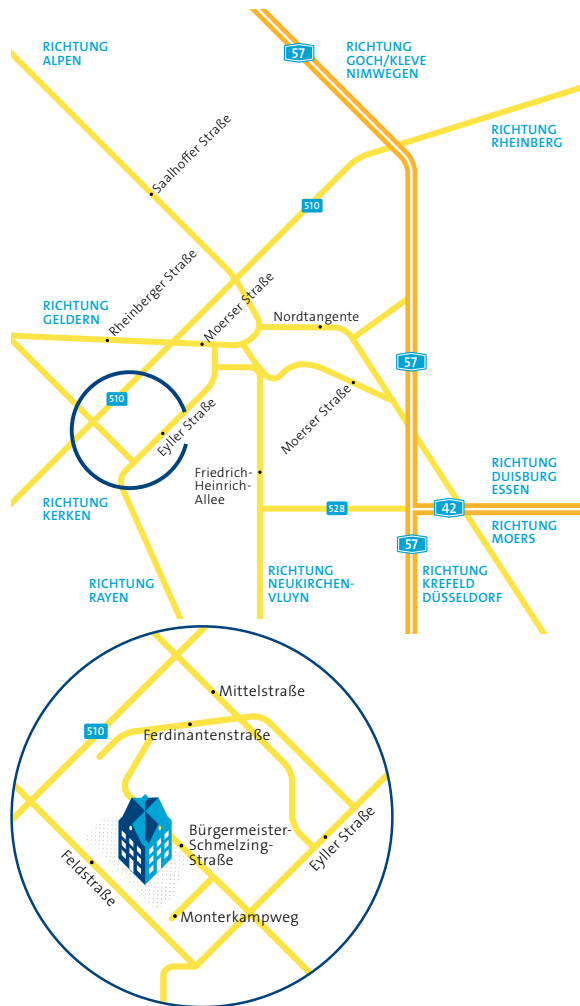 RICHTUNG
ALPEN
57
RICHTUNG
GOCH/KLEVE
NIMWEGEN
RICHTUNG
RHEINBERG
Saalhoffer Straße
510
Rheinberger Straße
Moerser Straße
RICHTUNG
GELDERN
Nordtangente
57
510
Eyller Straße
Moerser Straße
Friedrich-
Heinrich-
Allee
RICHTUNG
DUISBURG
ESSEN
RICHTUNG
KERKEN
528
42
RICHTUNG
MOERS
57
RICHTUNG
RAYEN
RICHTUNG
NEUKIRCHEN-
VLUYN
RICHTUNG
KREFELD
DÜSSELDORF
Mittelstraße
510
Ferdinantenstraße
Bürgermeister-
Schmelzing-
Straße
Eyller Straße
Feldstraße
Monterkampweg